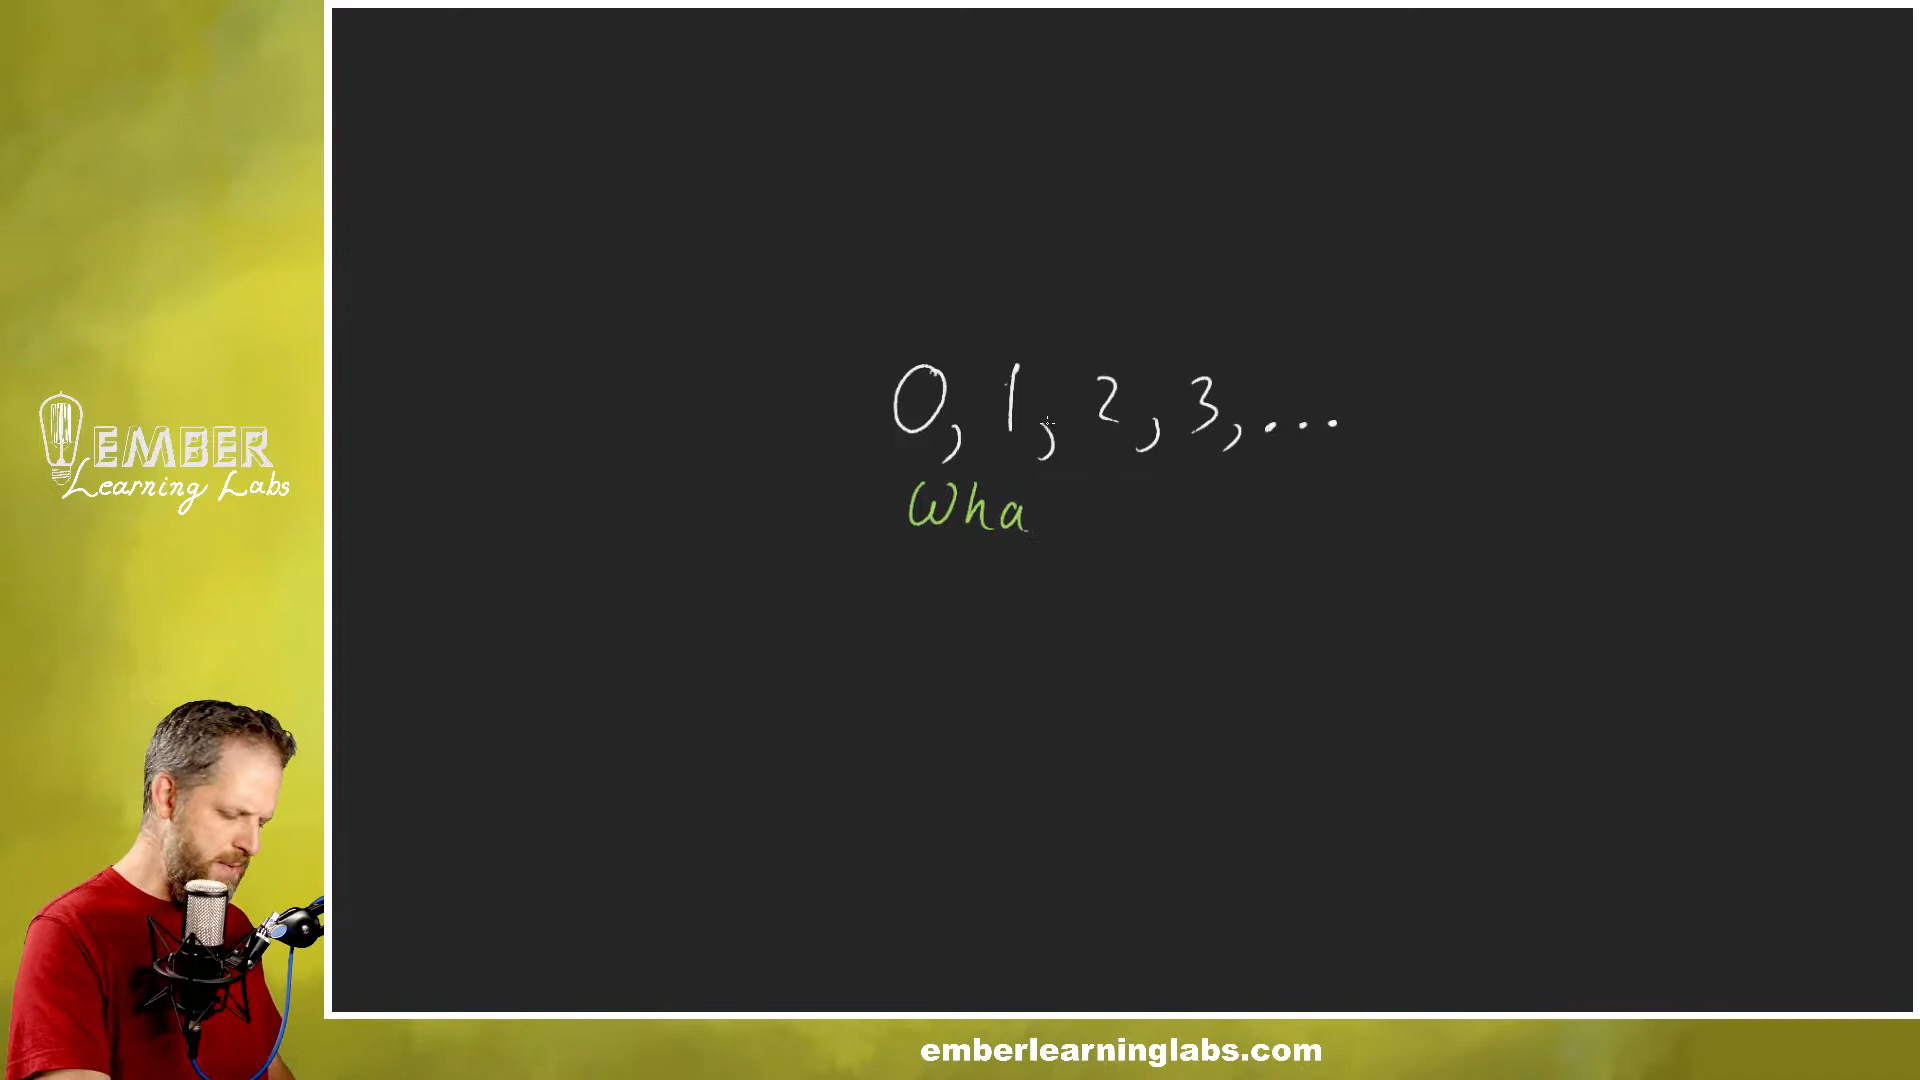 0, 1, 2, 3, ...
Wha
EMBER
Learning Labs
emberlearninglabs.com